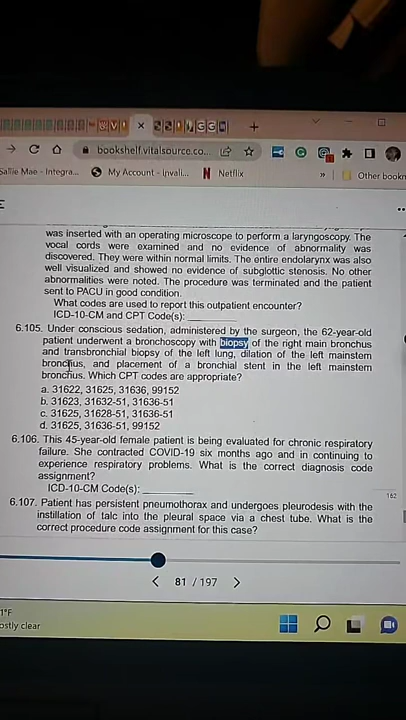 bookshelf.vitalsource.co...
Sallie Mae - Integra... My Account - Invali... Netflix » Other bookm
was inserted with an operating microscope to perform a laryngoscopy. The
vocal cords were examined and no evidence of abnormality was
discovered. They were within normal limits. The entire endolarynx was also
well visualized and showed no evidence of subglottic stenosis. No other
abnormalities were noted. The procedure was terminated and the patient
sent to PACU in good condition.
What codes are used to report this outpatient encounter?
ICD-10-CM and CPT Code(s): __________
6.105. Under conscious sedation, administered by the surgeon, the 62-year-old
patient underwent a bronchoscopy with biopsy of the right main bronchus
and transbronchial biopsy of the left lung, dilation of the left mainstem
bronchus, and placement of a bronchial stent in the left mainstem
bronchus. Which CPT codes are appropriate?
a. 31622, 31625, 31636, 99152
b. 31623, 31632-51, 31636-51
c. 31625, 31628-51, 31636-51
d. 31625, 31636-51, 99152
6.106. This 45-year-old female patient is being evaluated for chronic respiratory
failure. She contracted COVID-19 six months ago and in continuing to
experience respiratory problems. What is the correct diagnosis code
assignment?
ICD-10-CM Code(s): __________
162
6.107. Patient has persistent pneumothorax and undergoes pleurodesis with the
instillation of talc into the pleural space via a chest tube. What is the
correct procedure code assignment for this case?
< 81 / 197 >
1°F
ostly clear